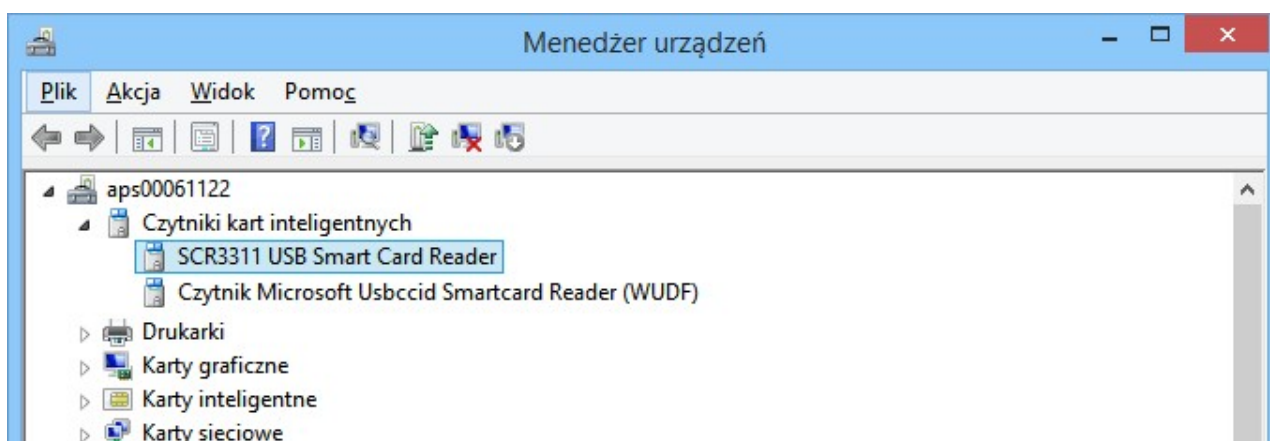 Menedżer urządzeń
Plik Akcja Widok Pomoc
aps00061122
Czytniki kart inteligentnych
SCR3311 USB Smart Card Reader
Czytnik Microsoft Usbccid Smartcard Reader (WUDF)
Drukarki
Karty graficzne
Karty inteligentne
Karty sieciowe